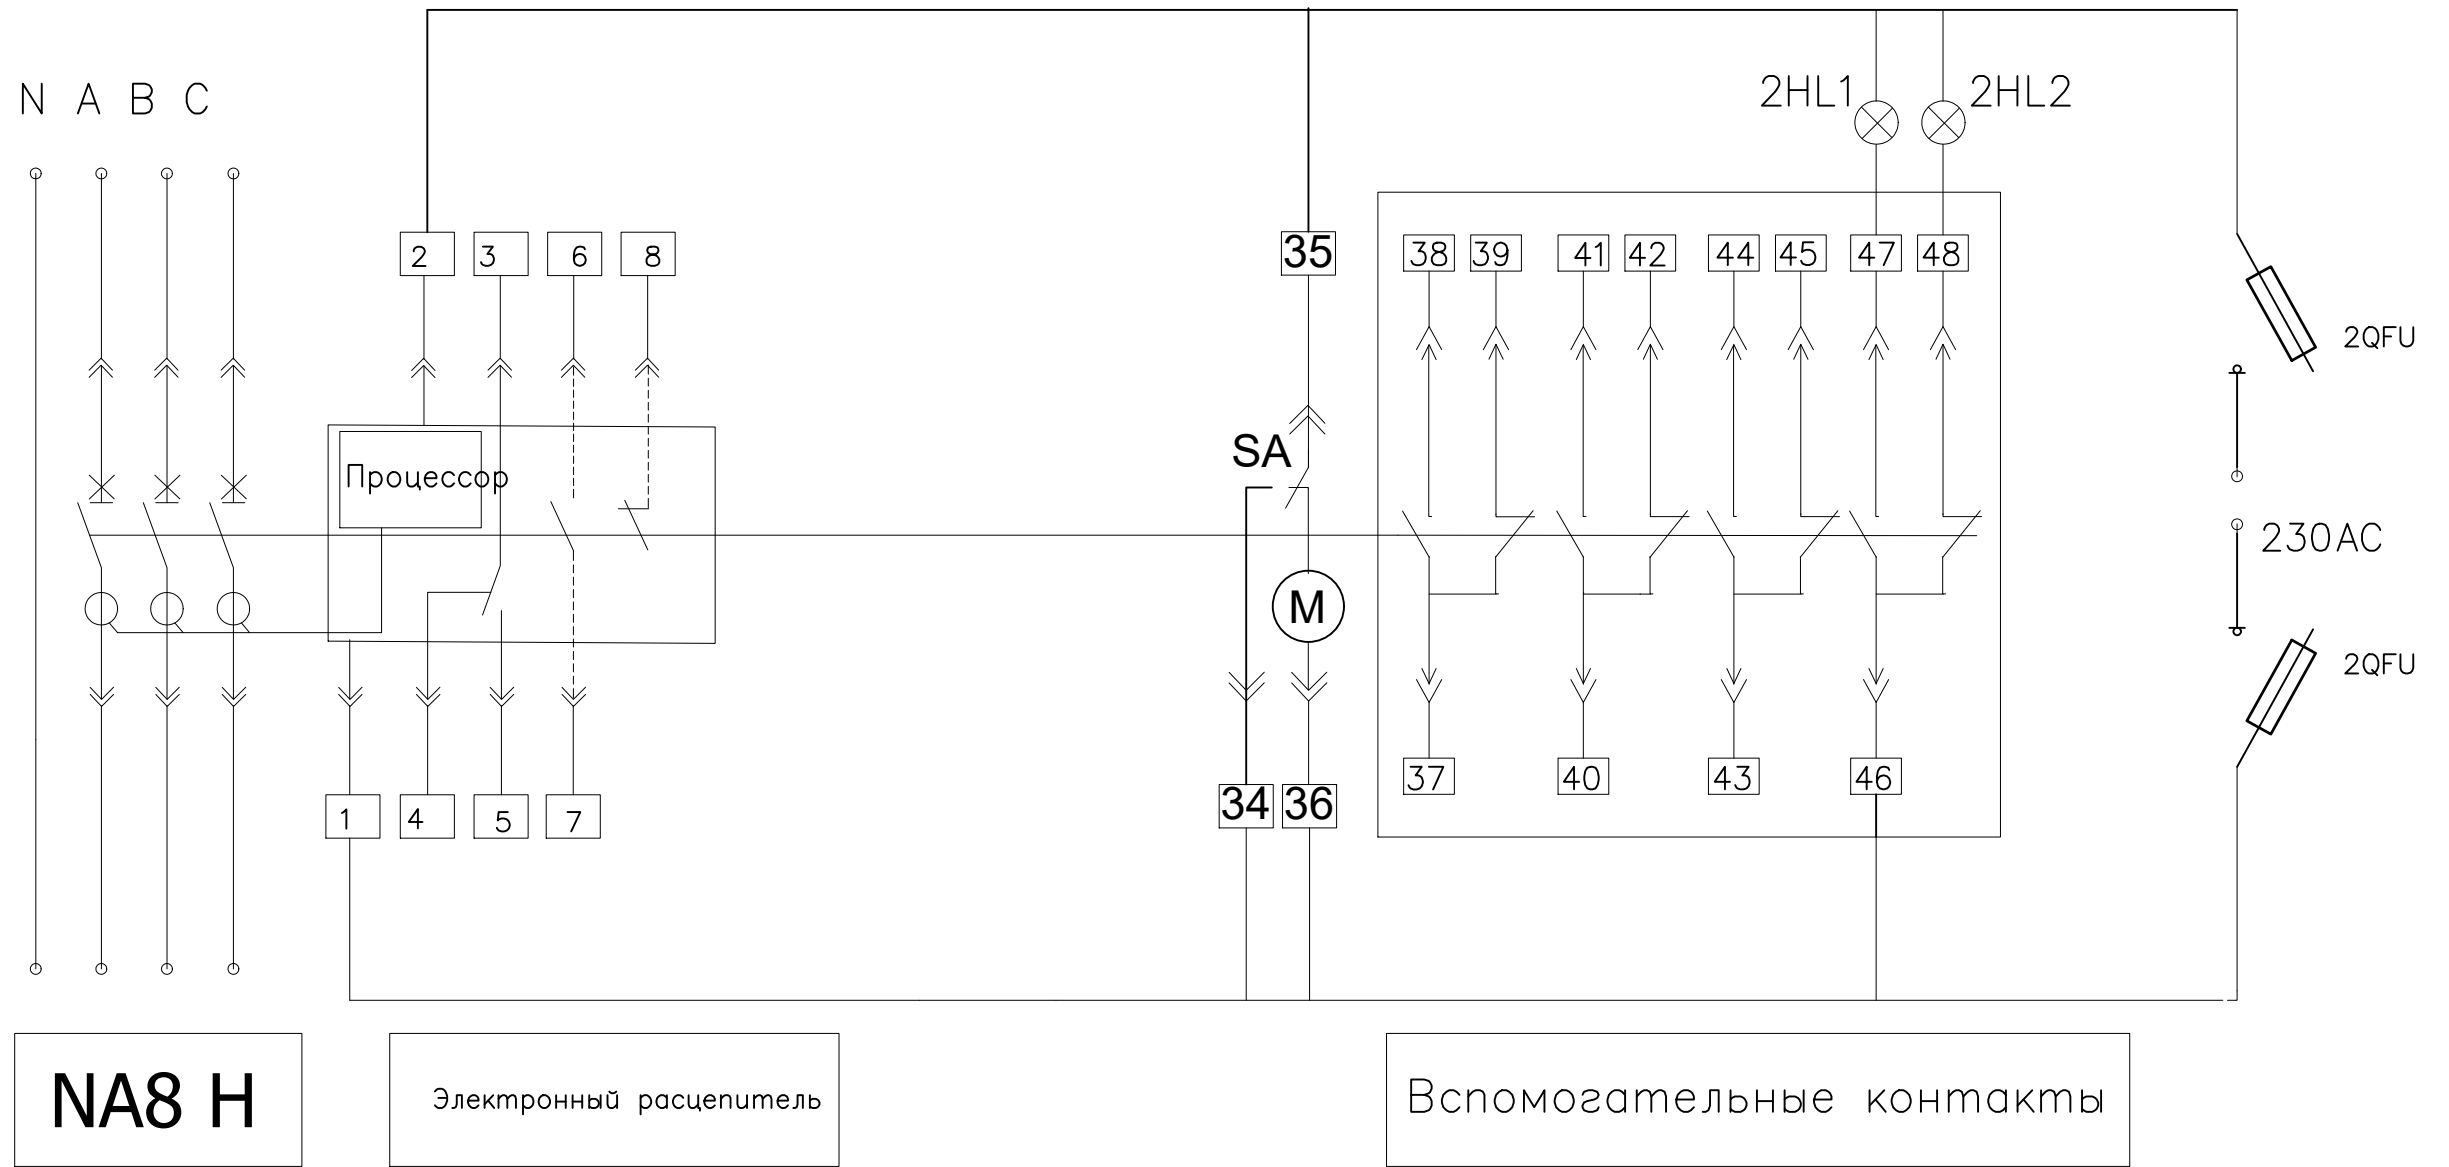 N A B C
2HL1 2HL2
2 3 6 8 35 38 39 41 42 44 45 47 48
2QFU
SA
Процессор
230AC
M
2QFU
37 40 43 46
1 4 5 7 34 36
NA8 H
Электронный расцепитель
Вспомогательные контакты